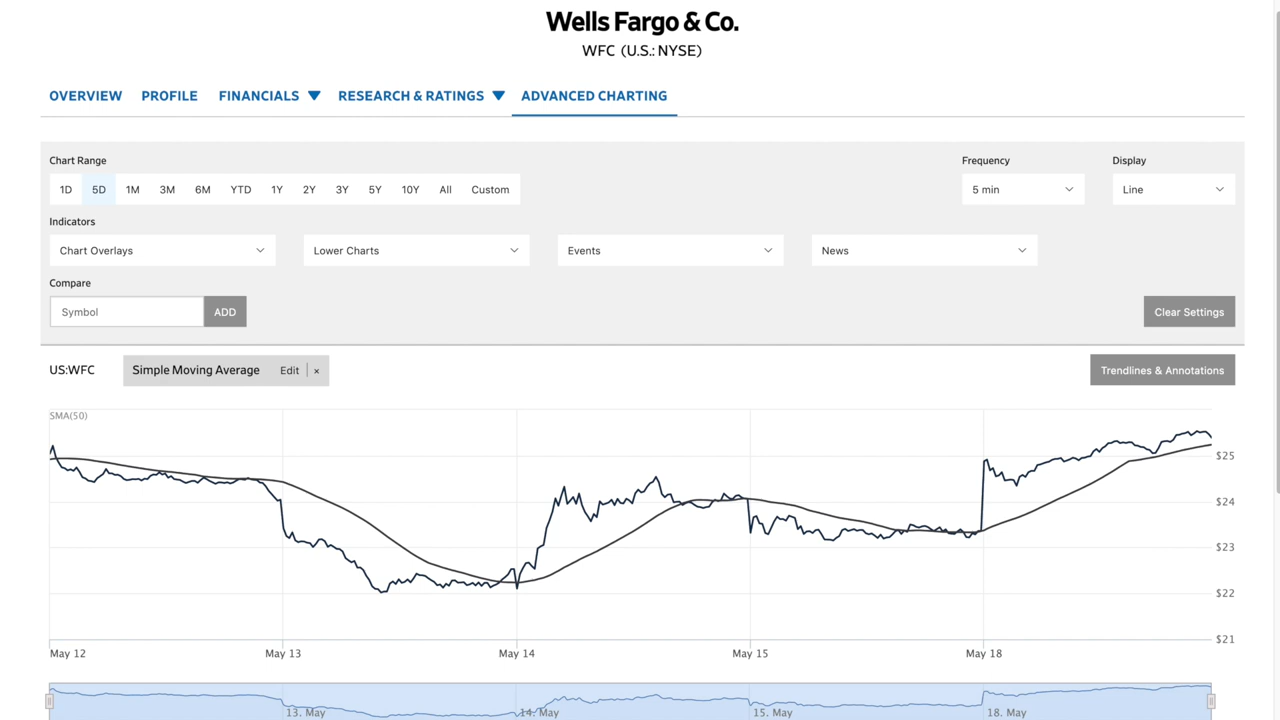 Wells Fargo & Co.
WFC (U.S.: NYSE)
OVERVIEW PROFILE FINANCIALS RESEARCH & RATINGS ADVANCED CHARTING
Chart Range Frequency Display
1D 5D 1M 3M 6M YTD 1Y 2Y 3Y 5Y 10Y All Custom 5 min Line
Indicators
Chart Overlays Lower Charts Events News
Compare
Symbol ADD Clear Settings
US:WFC Simple Moving Average Edit × Trendlines & Annotations
SMA(50)
$25
$24
$23
$22
$21
May 12 May 13 May 14 May 15 May 18
13. May 14. May 15. May 18. May